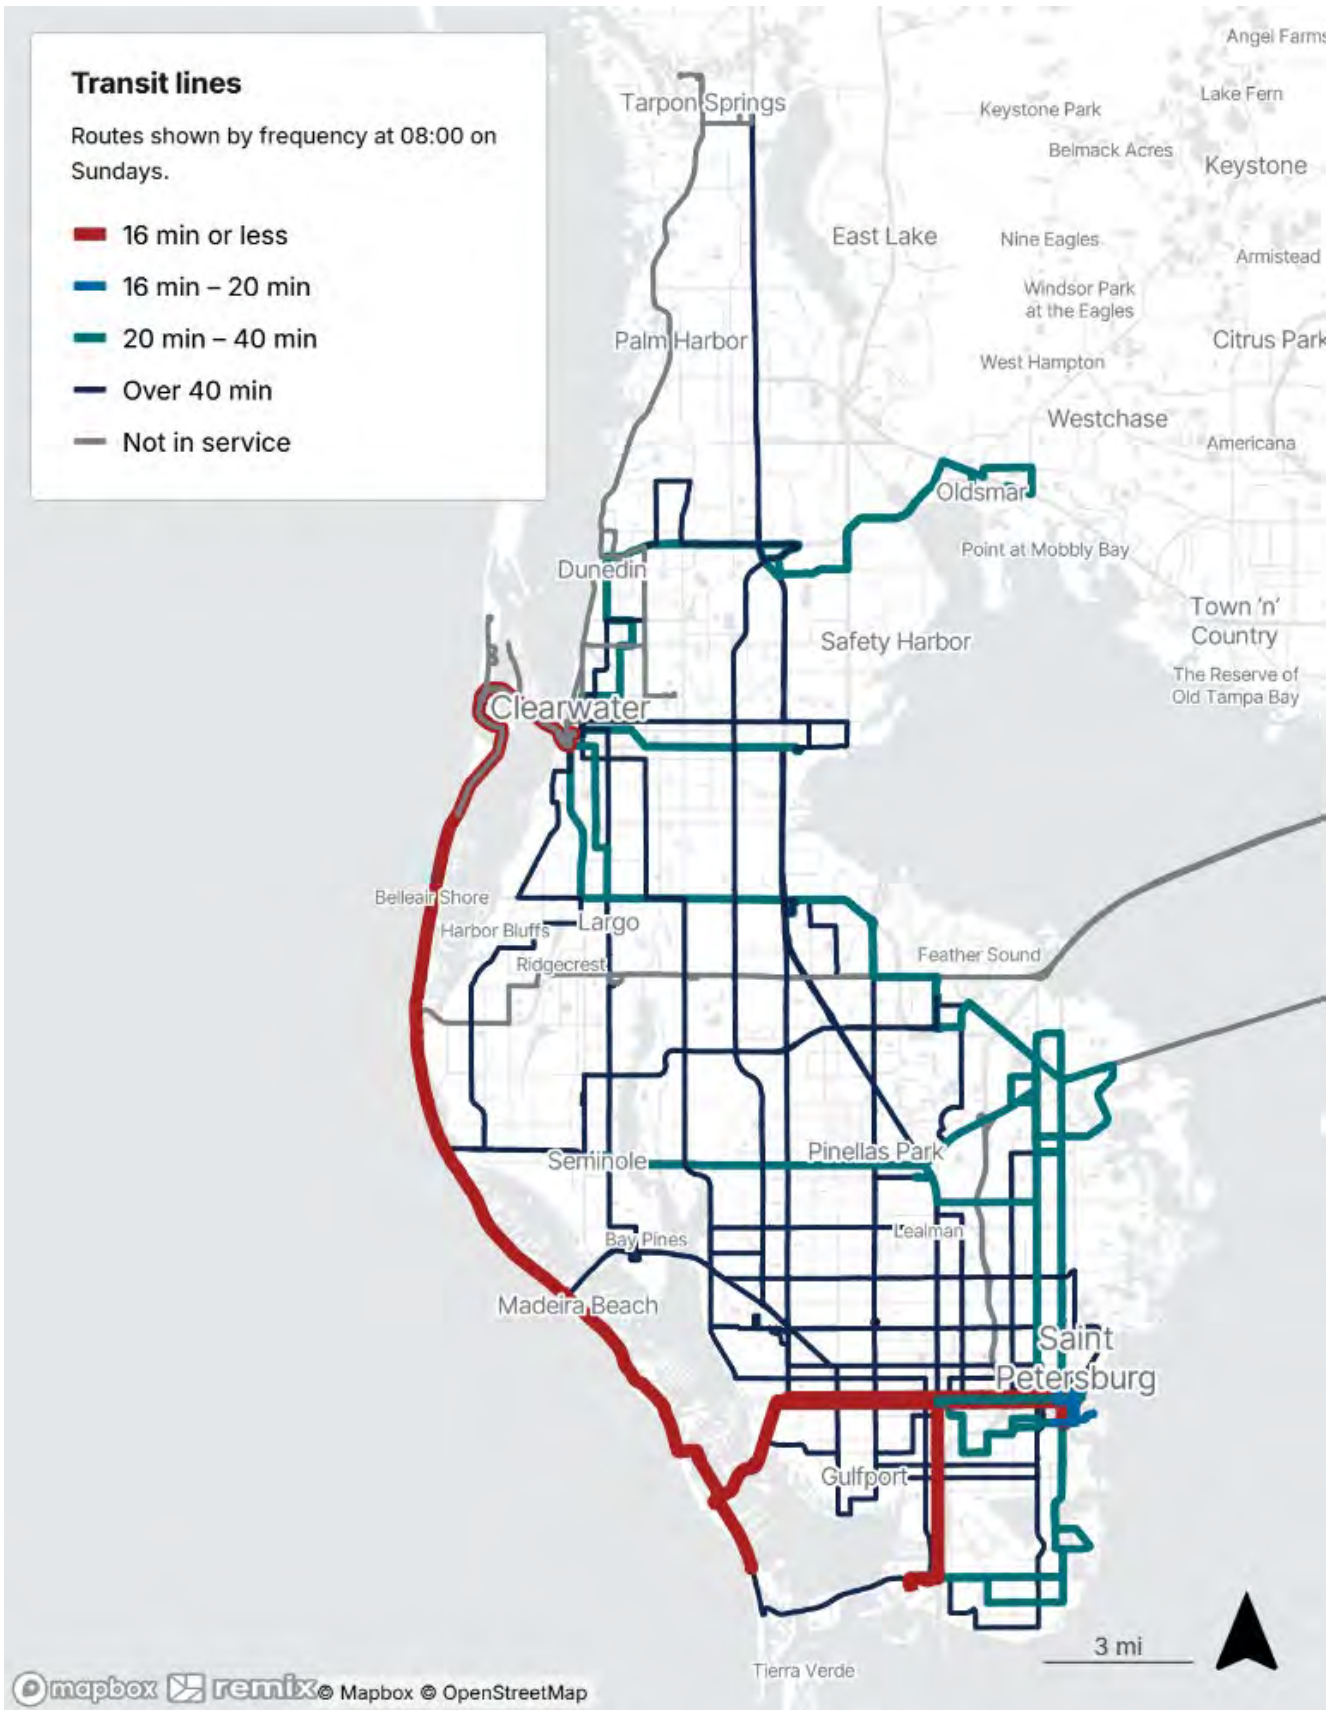 Transit lines
Routes shown by frequency at 08:00 on
Sundays.
16 min or less
16 min – 20 min
20 min – 40 min
Over 40 min
Not in service
Angel Farms
Lake Fern
Tarpon Springs
Keystone Park
Belmack Acres
Keystone
East Lake
Nine Eagles
Armistead
Windsor Park
at the Eagles
Palm Harbor
Citrus Park
West Hampton
Westchase
Americana
Oldsmar
Point at Mobbly Bay
Dunedin
Town 'n'
Country
Safety Harbor
The Reserve of
Old Tampa Bay
Clearwater
Belleair Shore
Largo
Harbor Bluffs
Feather Sound
Ridgecrest
Pinellas Park
Seminole
Lealman
Bay Pines
Madeira Beach
Saint
Petersburg
Gulfport
3 mi
Tierra Verde
mapbox remix © Mapbox © OpenStreetMap